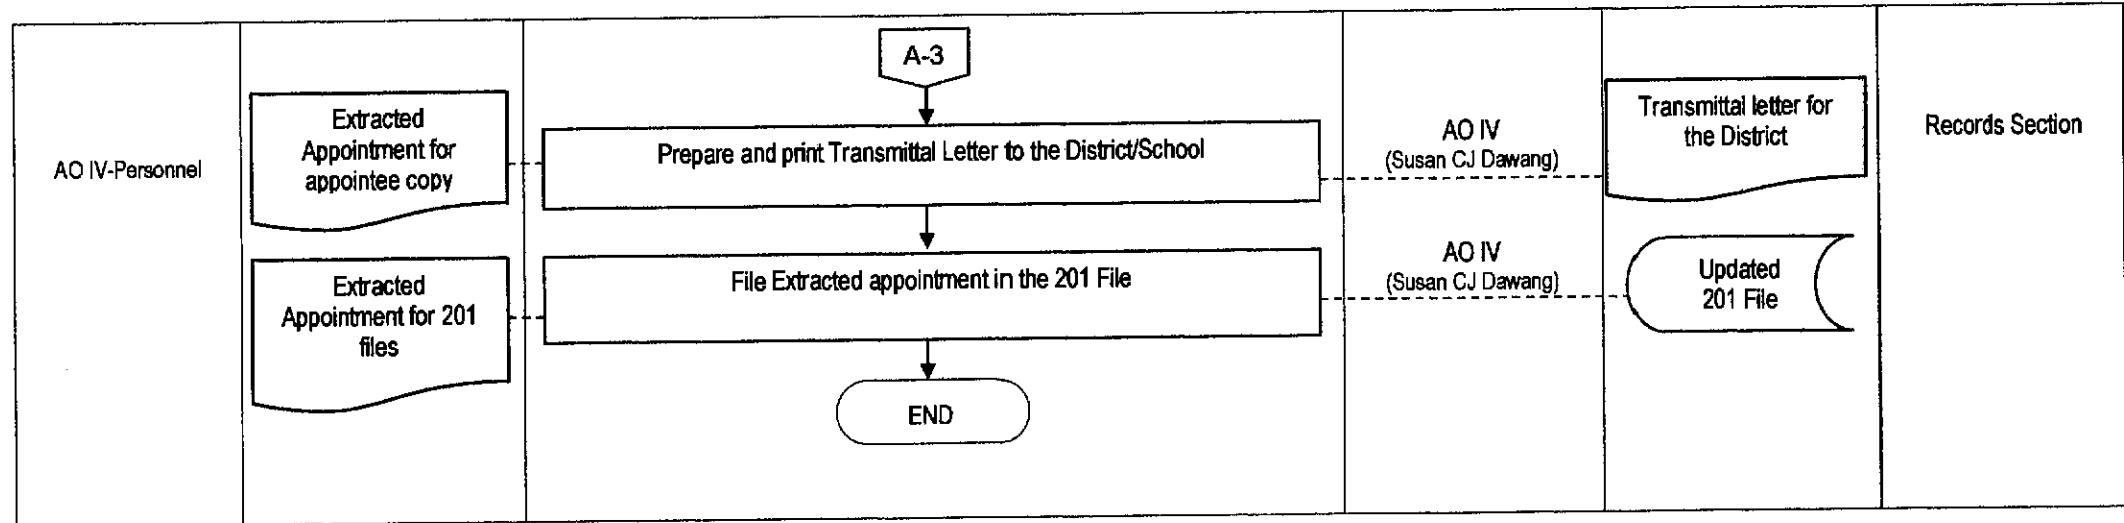 A-3
AO IV-Personnel
Extracted
Appointment for
appointee copy
Prepare and print Transmittal Letter to the District/School
AO IV
(Susan CJ Dawang)
Transmittal letter for
the District
Records Section
Extracted
Appointment for 201
files
File Extracted appointment in the 201 File
AO IV
(Susan CJ Dawang)
Updated
201 File
END